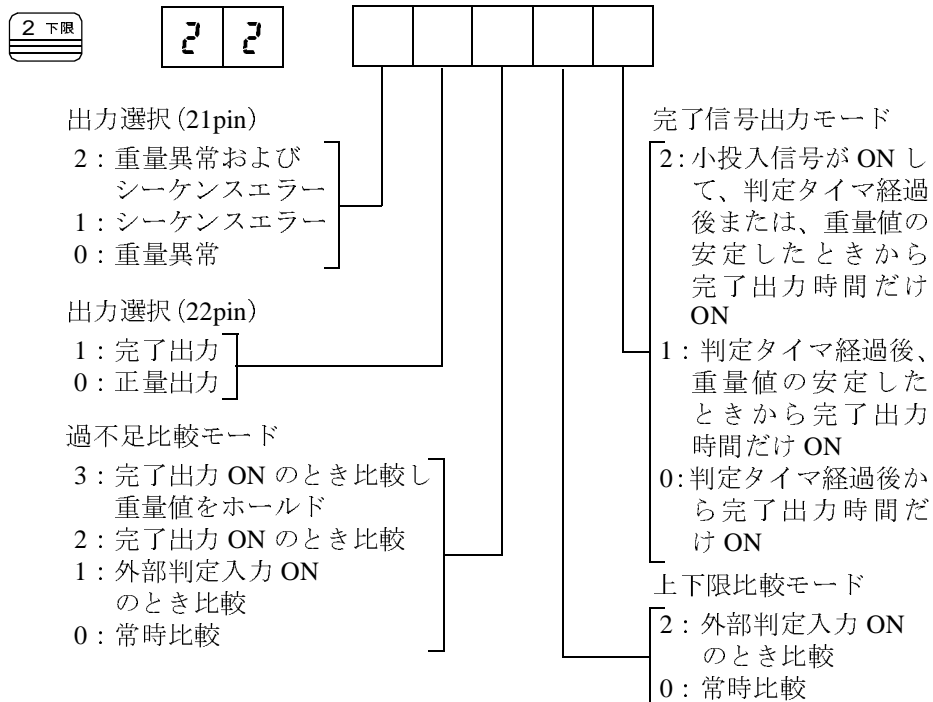 2 下限
2 2
出力選択(21pin)
2：重量異常および
シーケンスエラー
1：シーケンスエラー
0：重量異常
出力選択(22pin)
1：完了出力
0：正量出力
過不足比較モード
3：完了出力 ON のとき比較し
重量値をホールド
2：完了出力 ON のとき比較
1：外部判定入力 ON
のとき比較
0：常時比較
完了信号出力モード
2：小投入信号が ON し
て、判定タイマ経過
後または、重量値の
安定したときから
完了出力時間だけ
ON
1：判定タイマ経過後、
重量値の安定した
ときから完了出力
時間だけ ON
0：判定タイマ経過後か
ら完了出力時間だ
け ON
上下限比較モード
2：外部判定入力 ON
のとき比較
0：常時比較